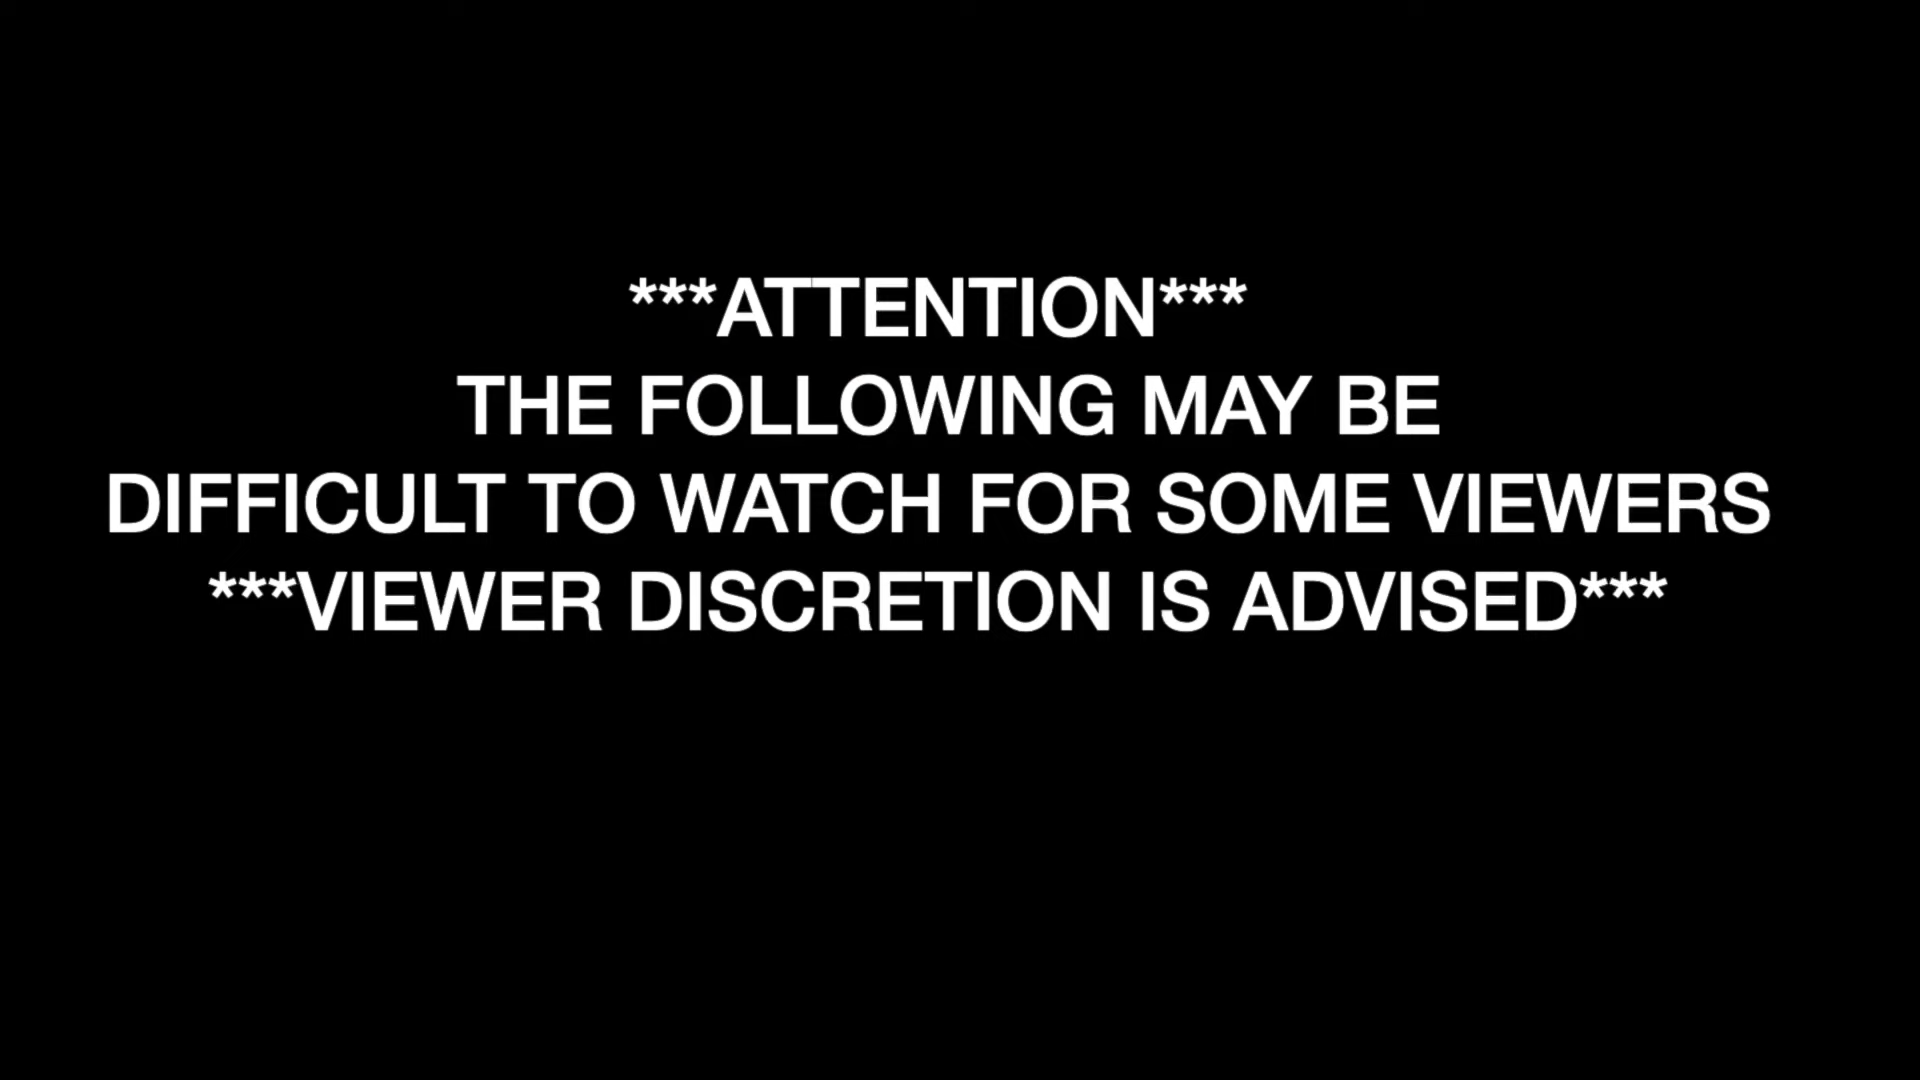 ***ATTENTION***
THE FOLLOWING MAY BE
DIFFICULT TO WATCH FOR SOME VIEWERS
***VIEWER DISCRETION IS ADVISED***